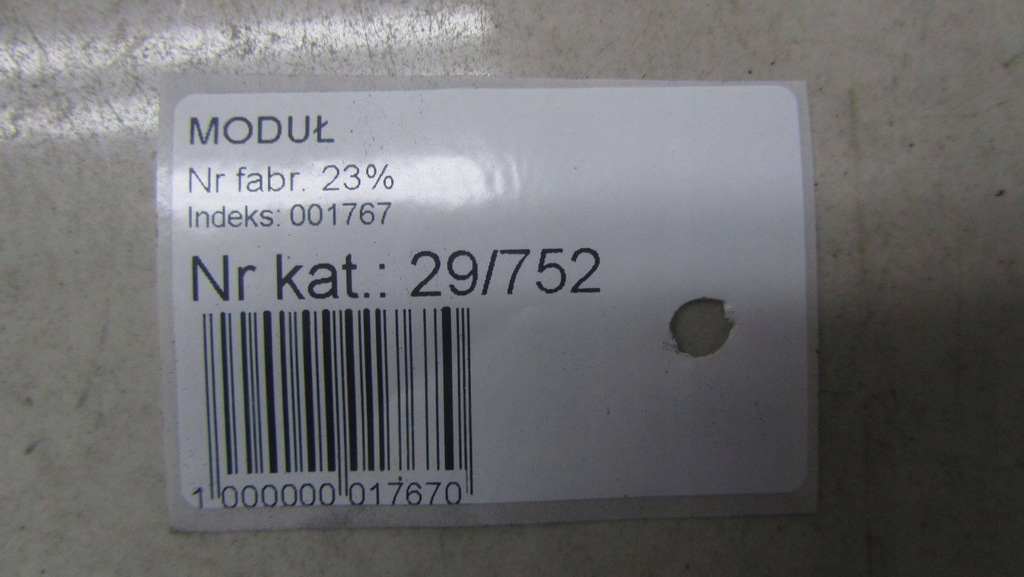 MODUŁ
Nr fabr. 23%
Indeks: 001767
Nr kat.: 29/752
1 000000 017670